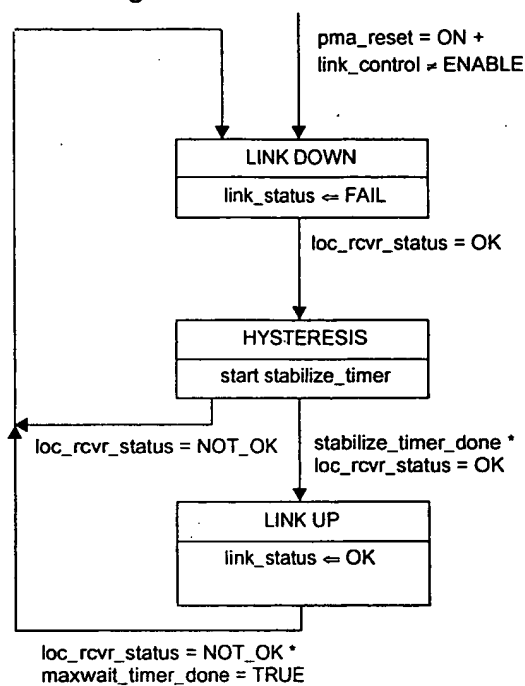 pma_reset = ON +
link_control ≠ ENABLE
LINK DOWN
link_status ⇐ FAIL
loc_rcvr_status = OK
HYSTERESIS
start stabilize_timer
loc_rcvr_status = NOT_OK
stabilize_timer_done *
loc_rcvr_status = OK
LINK UP
link_status ⇐ OK
loc_rcvr_status = NOT_OK *
maxwait_timer_done = TRUE